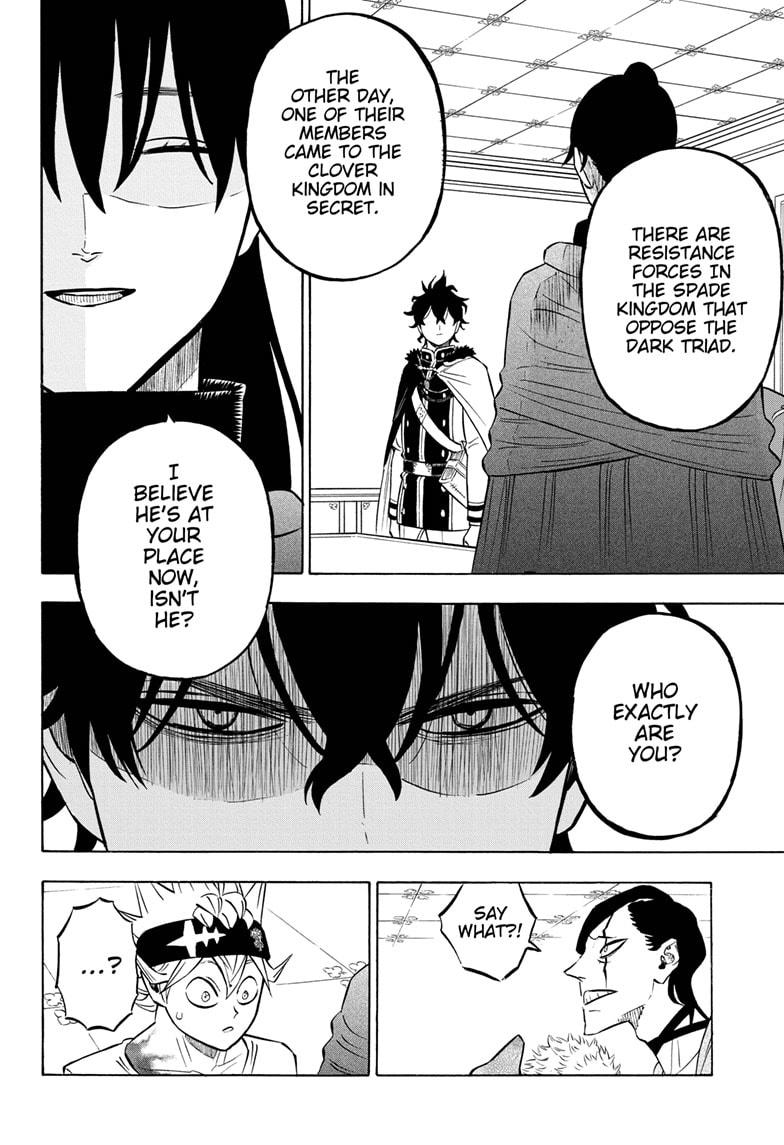 THERE ARE
RESISTANCE
FORCES IN
THE SPADE
KINGDOM THAT
OPPOSE THE
DARK TRIAD.
THE
OTHER DAY,
ONE OF THEIR
MEMBERS
CAME TO THE
CLOVER
KINGDOM IN
SECRET.
I
BELIEVE
HE'S AT
YOUR
PLACE
NOW,
ISN'T
HE?
WHO
EXACTLY
ARE
YOU?
SAY
WHAT?!
...?